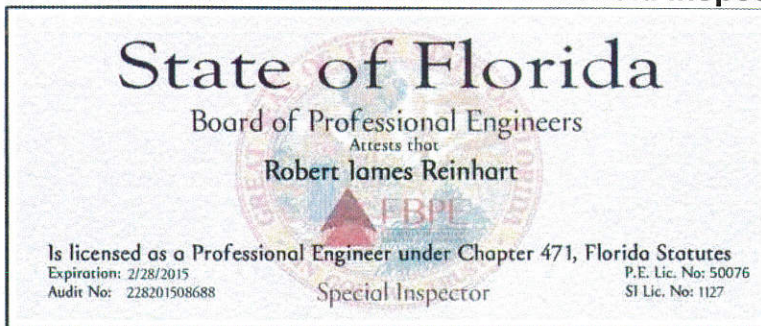 State of Florida
Board of Professional Engineers
Attests that
Robert James Reinhart
FBPE
Is licensed as a Professional Engineer under Chapter 471, Florida Statutes
Expiration: 2/28/2015
P.E. Lic. No: 50076
Audit No: 228201508688
Special Inspector
SI Lic. No: 1127